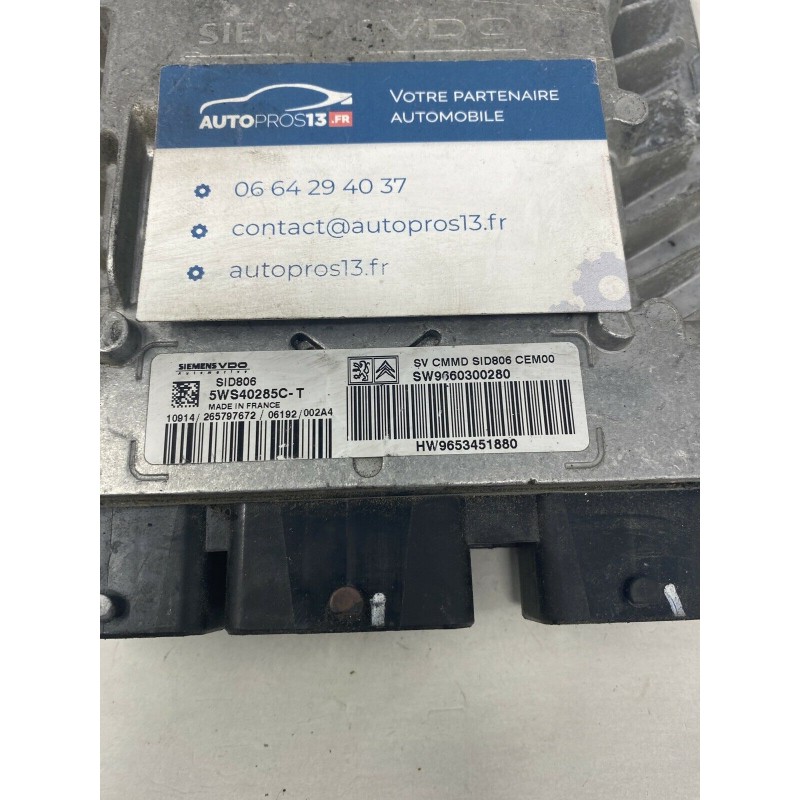 SIEMENS VDO
AUTOPROS13.FR
VOTRE PARTENAIRE
AUTOMOBILE
06 64 29 40 37
contact@autopros13.fr
autopros13.fr
SIEMENS VDO
Automotive
SID806
5WS40285C-T
MADE IN FRANCE
10914/ 265797672 / 06192 /002A4
SV CMMD SID806 CEM00
SW9660300280
HW9653451880